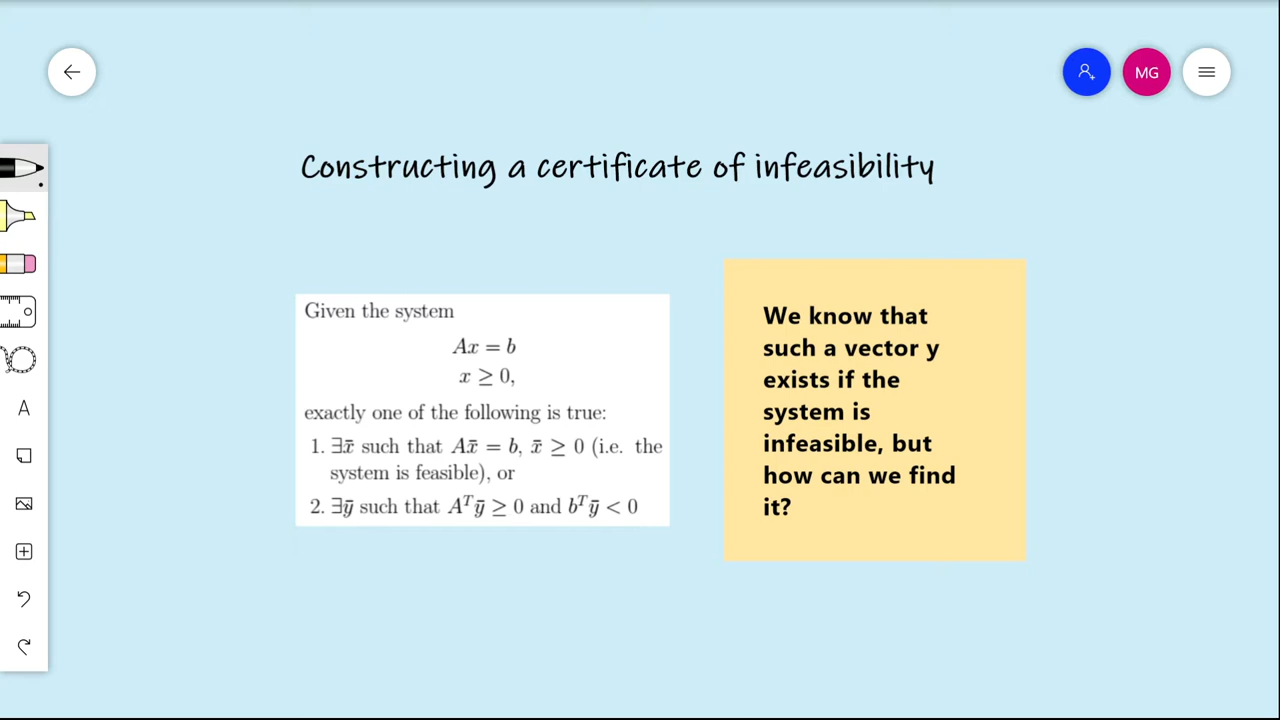 MG
Constructing a certificate of infeasibility
Given the system
Ax = b
x ≥ 0,
exactly one of the following is true:
1. ∃x̄ such that Ax̄ = b, x̄ ≥ 0 (i.e. the
system is feasible), or
2. ∃ȳ such that Aᵀȳ ≥ 0 and bᵀȳ < 0
We know that
such a vector y
exists if the
system is
infeasible, but
how can we find
it?
A